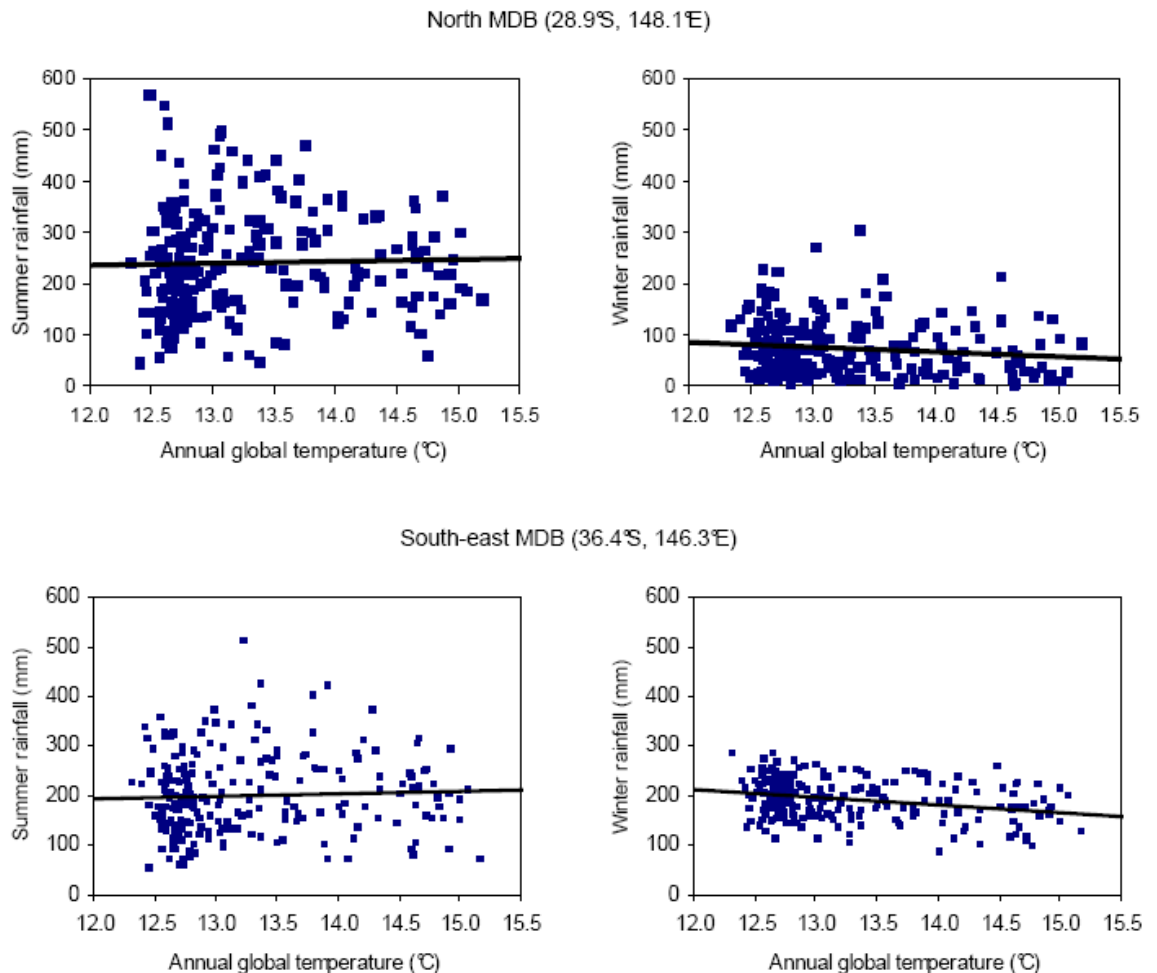 North MDB (28.9℃S, 148.1℃E)
Summer rainfall (mm)
600
500
400
300
200
100
0
12.0 12.5 13.0 13.5 14.0 14.5 15.0 15.5
Annual global temperature (℃)
Winter rainfall (mm)
600
500
400
300
200
100
0
12.0 12.5 13.0 13.5 14.0 14.5 15.0 15.5
Annual global temperature (℃)
South-east MDB (36.4°S, 146.3°E)
Summer rainfall (mm)
600
500
400
300
200
100
0
12.0 12.5 13.0 13.5 14.0 14.5 15.0 15.5
Annual global temperature (℃)
Winter rainfall (mm)
600
500
400
300
200
100
0
12.0 12.5 13.0 13.5 14.0 14.5 15.0 15.5
Annual global temperature (℃)